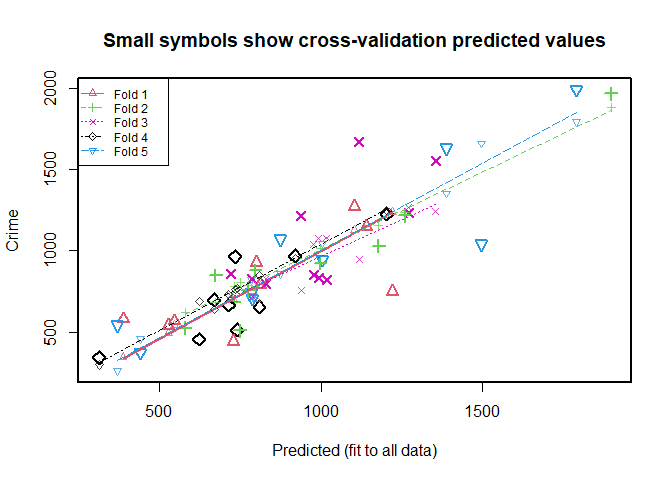 Small symbols show cross-validation predicted values
Fold 1
Fold 2
Fold 3
Fold 4
Fold 5
2000
1500
1000
500
Crime
500 1000 1500
Predicted (fit to all data)